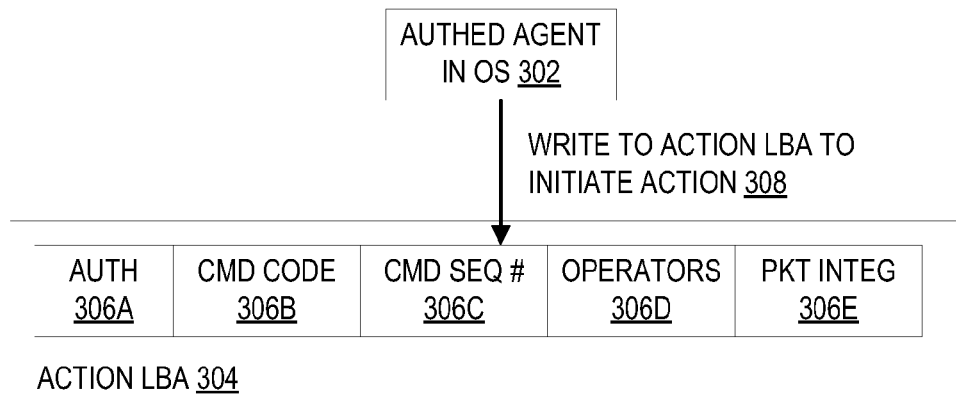 AUTHED AGENT
IN OS 302
WRITE TO ACTION LBA TO
INITIATE ACTION 308
AUTH CMD CODE CMD SEQ # OPERATORS PKT INTEG
306A 306B 306C 306D 306E
ACTION LBA 304